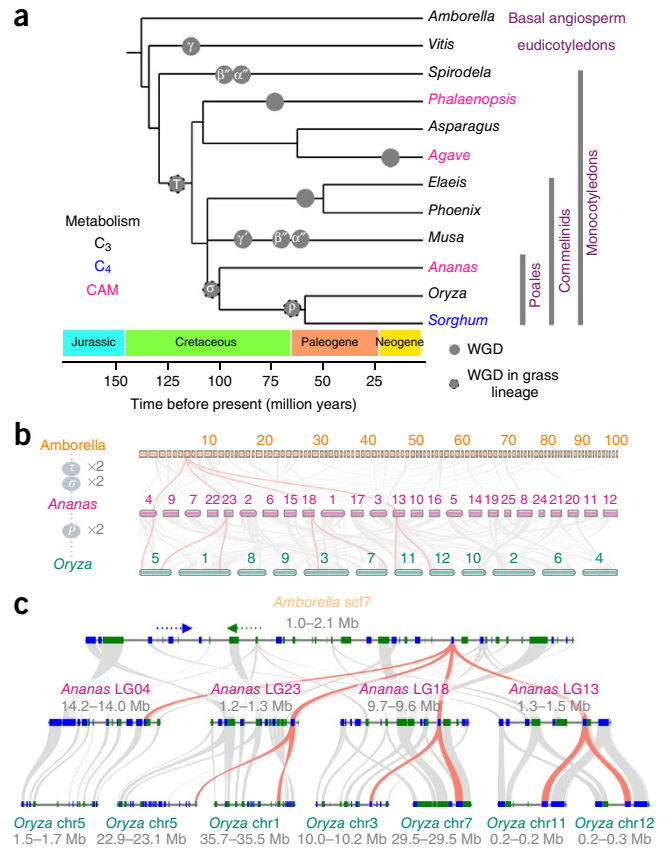 a
Amborella Basal angiosperm
Vitis eudicotyledons
γ
Spirodela
β″ α″
Phalaenopsis
Asparagus
Agave
Elaeis
Phoenix
Musa
γ′ β″ α″
Ananas
Oryza
Sorghum
τ
σ
ρ
Poales
Commelinids
Monocotyledons
Metabolism
C3
C4
CAM
Jurassic Cretaceous Paleogene Neogene
150 125 100 75 50 25
Time before present (million years)
WGD
WGD in grass
lineage
b
Amborella 10 20 30 40 50 60 70 80 90 100
τ ×2
σ ×2
Ananas 4 9 7 22 23 2 6 15 18 1 17 3 13 10 16 5 14 19 25 8 24 21 20 11 12
ρ ×2
Oryza 5 1 8 9 3 7 11 12 10 2 6 4
c
Amborella scf7
1.0–2.1 Mb
Ananas LG04 Ananas LG23 Ananas LG18 Ananas LG13
14.2–14.0 Mb 1.2–1.3 Mb 9.7–9.6 Mb 1.3–1.5 Mb
Oryza chr5 Oryza chr5 Oryza chr1 Oryza chr3 Oryza chr7 Oryza chr11 Oryza chr12
1.5–1.7 Mb 22.9–23.1 Mb 35.7–35.5 Mb 10.0–10.2 Mb 29.5–29.5 Mb 0.2–0.2 Mb 0.2–0.3 Mb